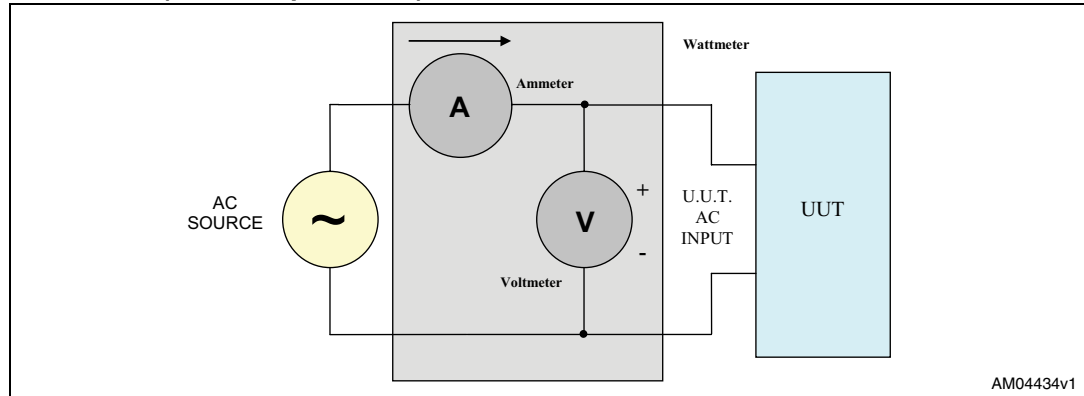 Wattmeter
Ammeter
A
AC
SOURCE
~
V
+
-
U.U.T.
AC
INPUT
UUT
Voltmeter
AM04434v1